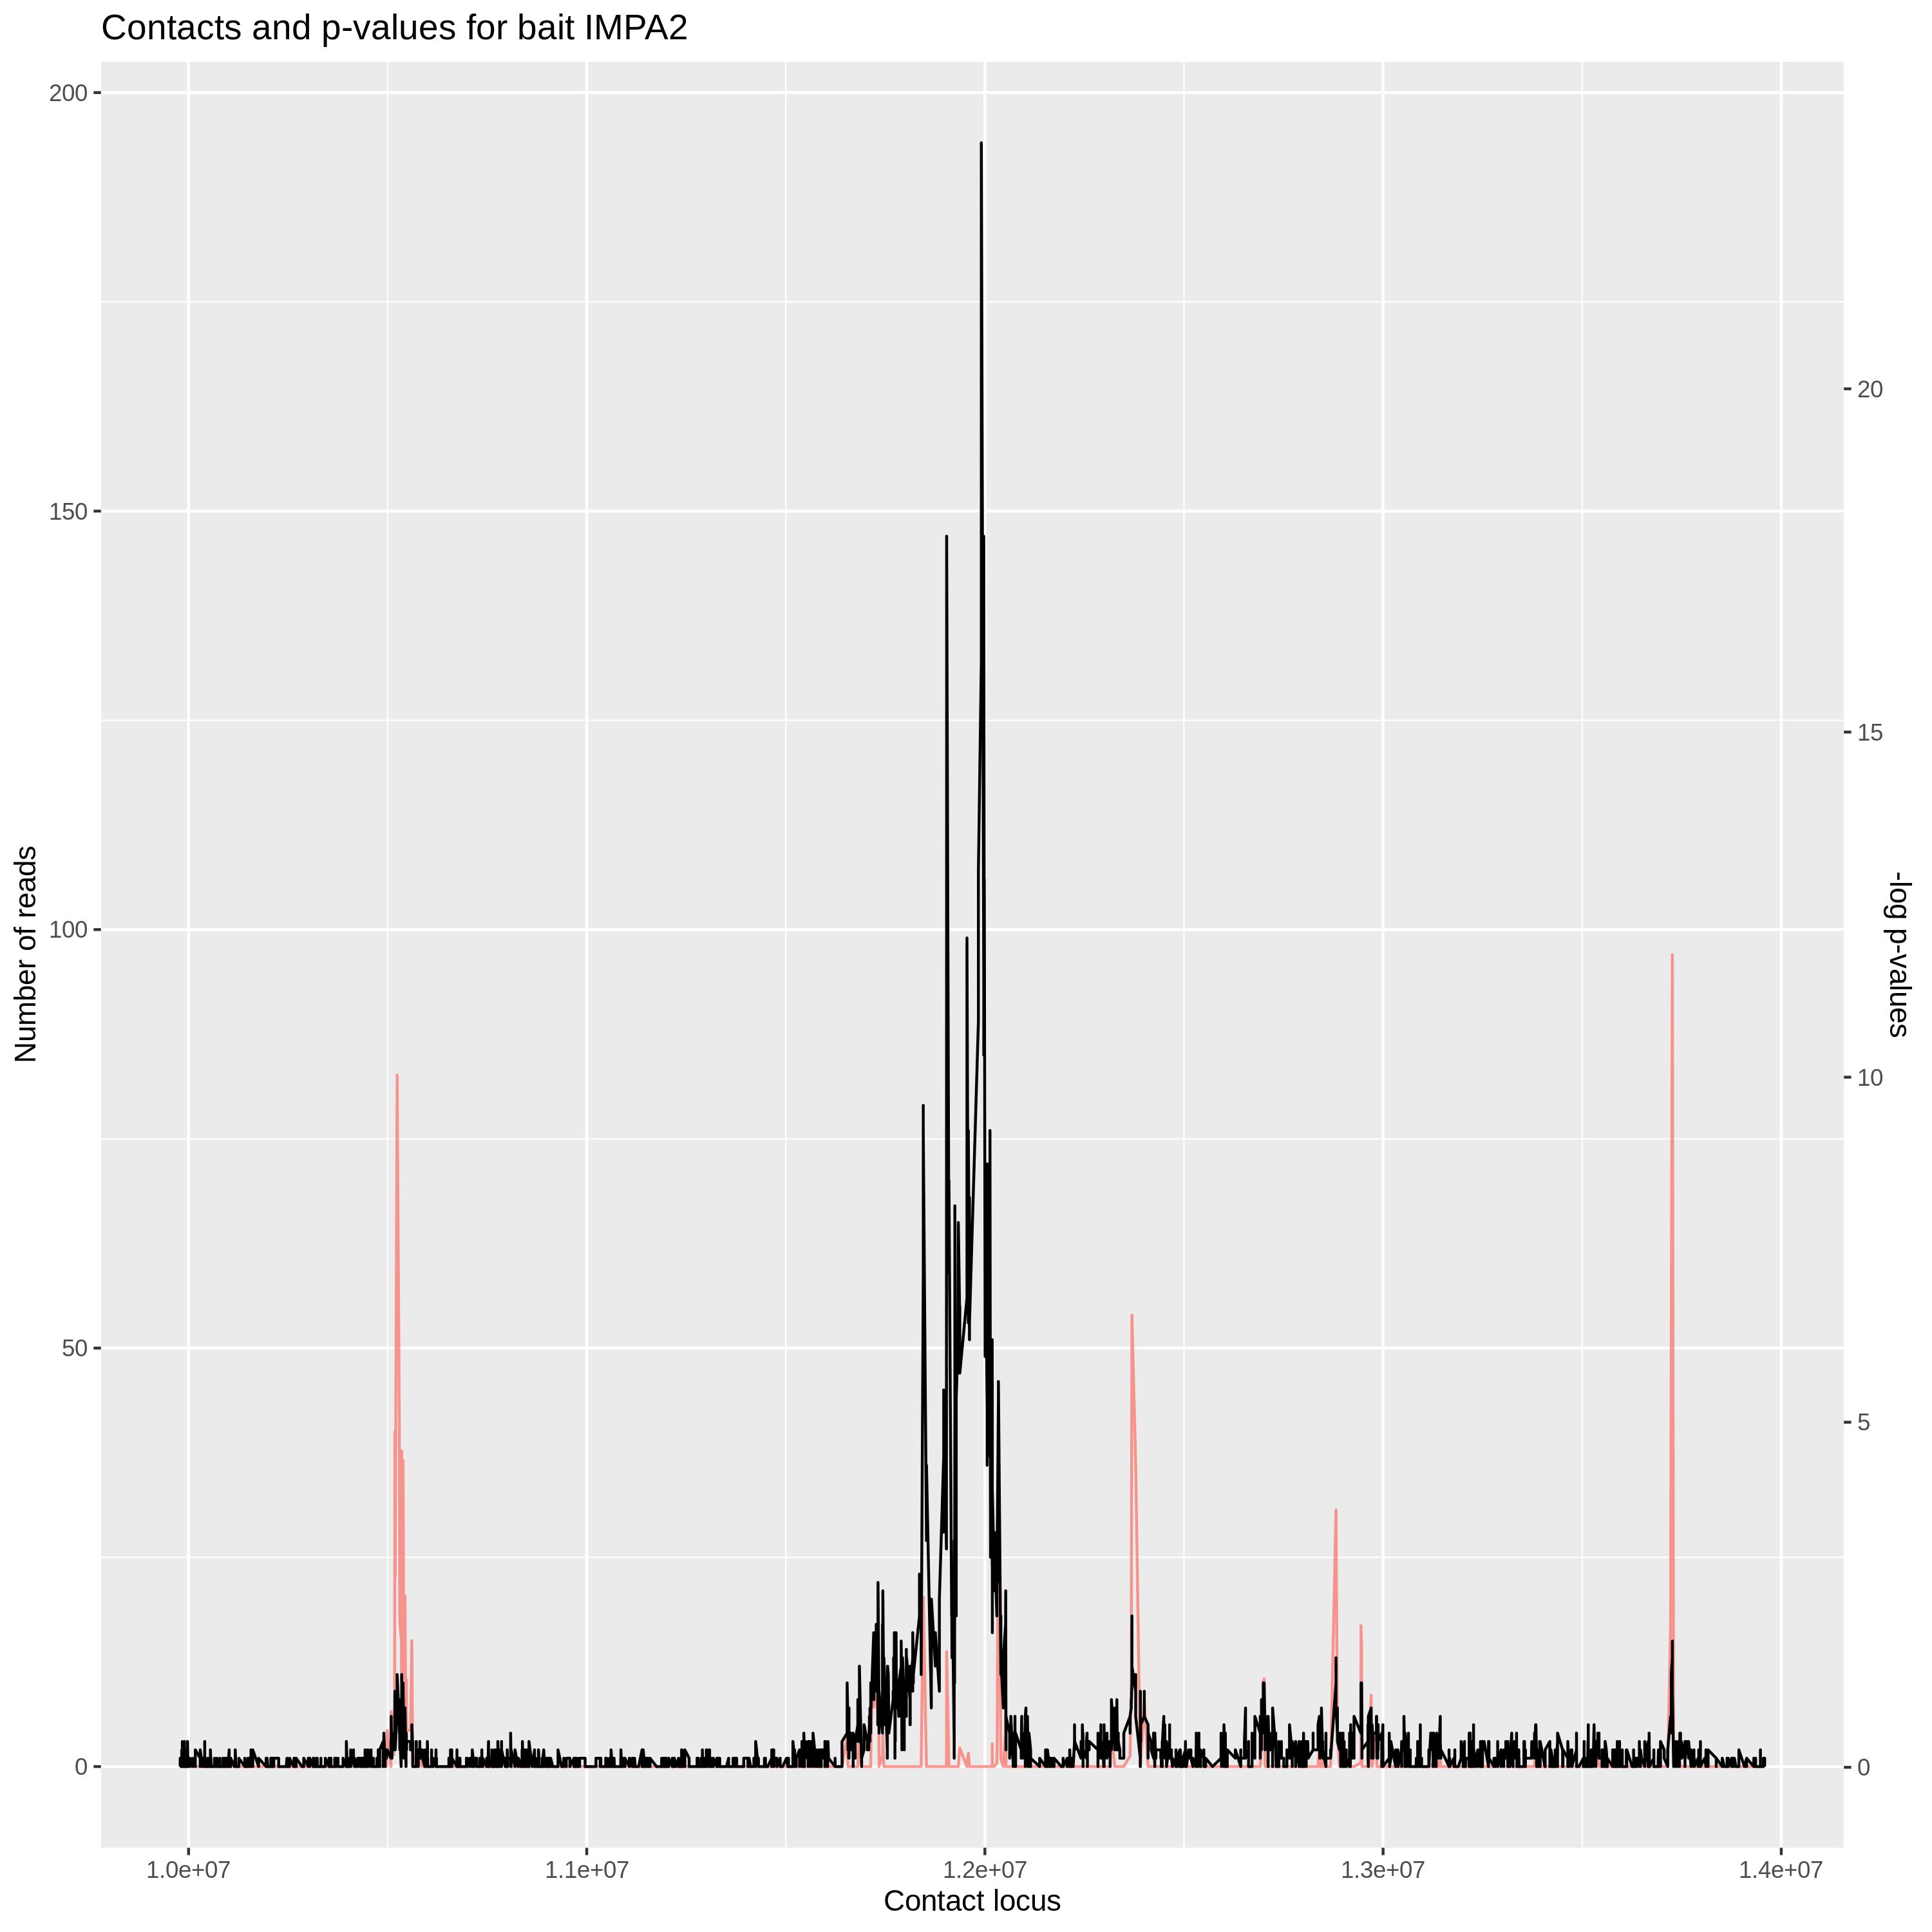 Contacts and p-values for bait IMPA2
200
150
100
50
0
Number of reads
20
15
10
5
0
-log p-values
1.0e+07
1.1e+07
1.2e+07
1.3e+07
1.4e+07
Contact locus